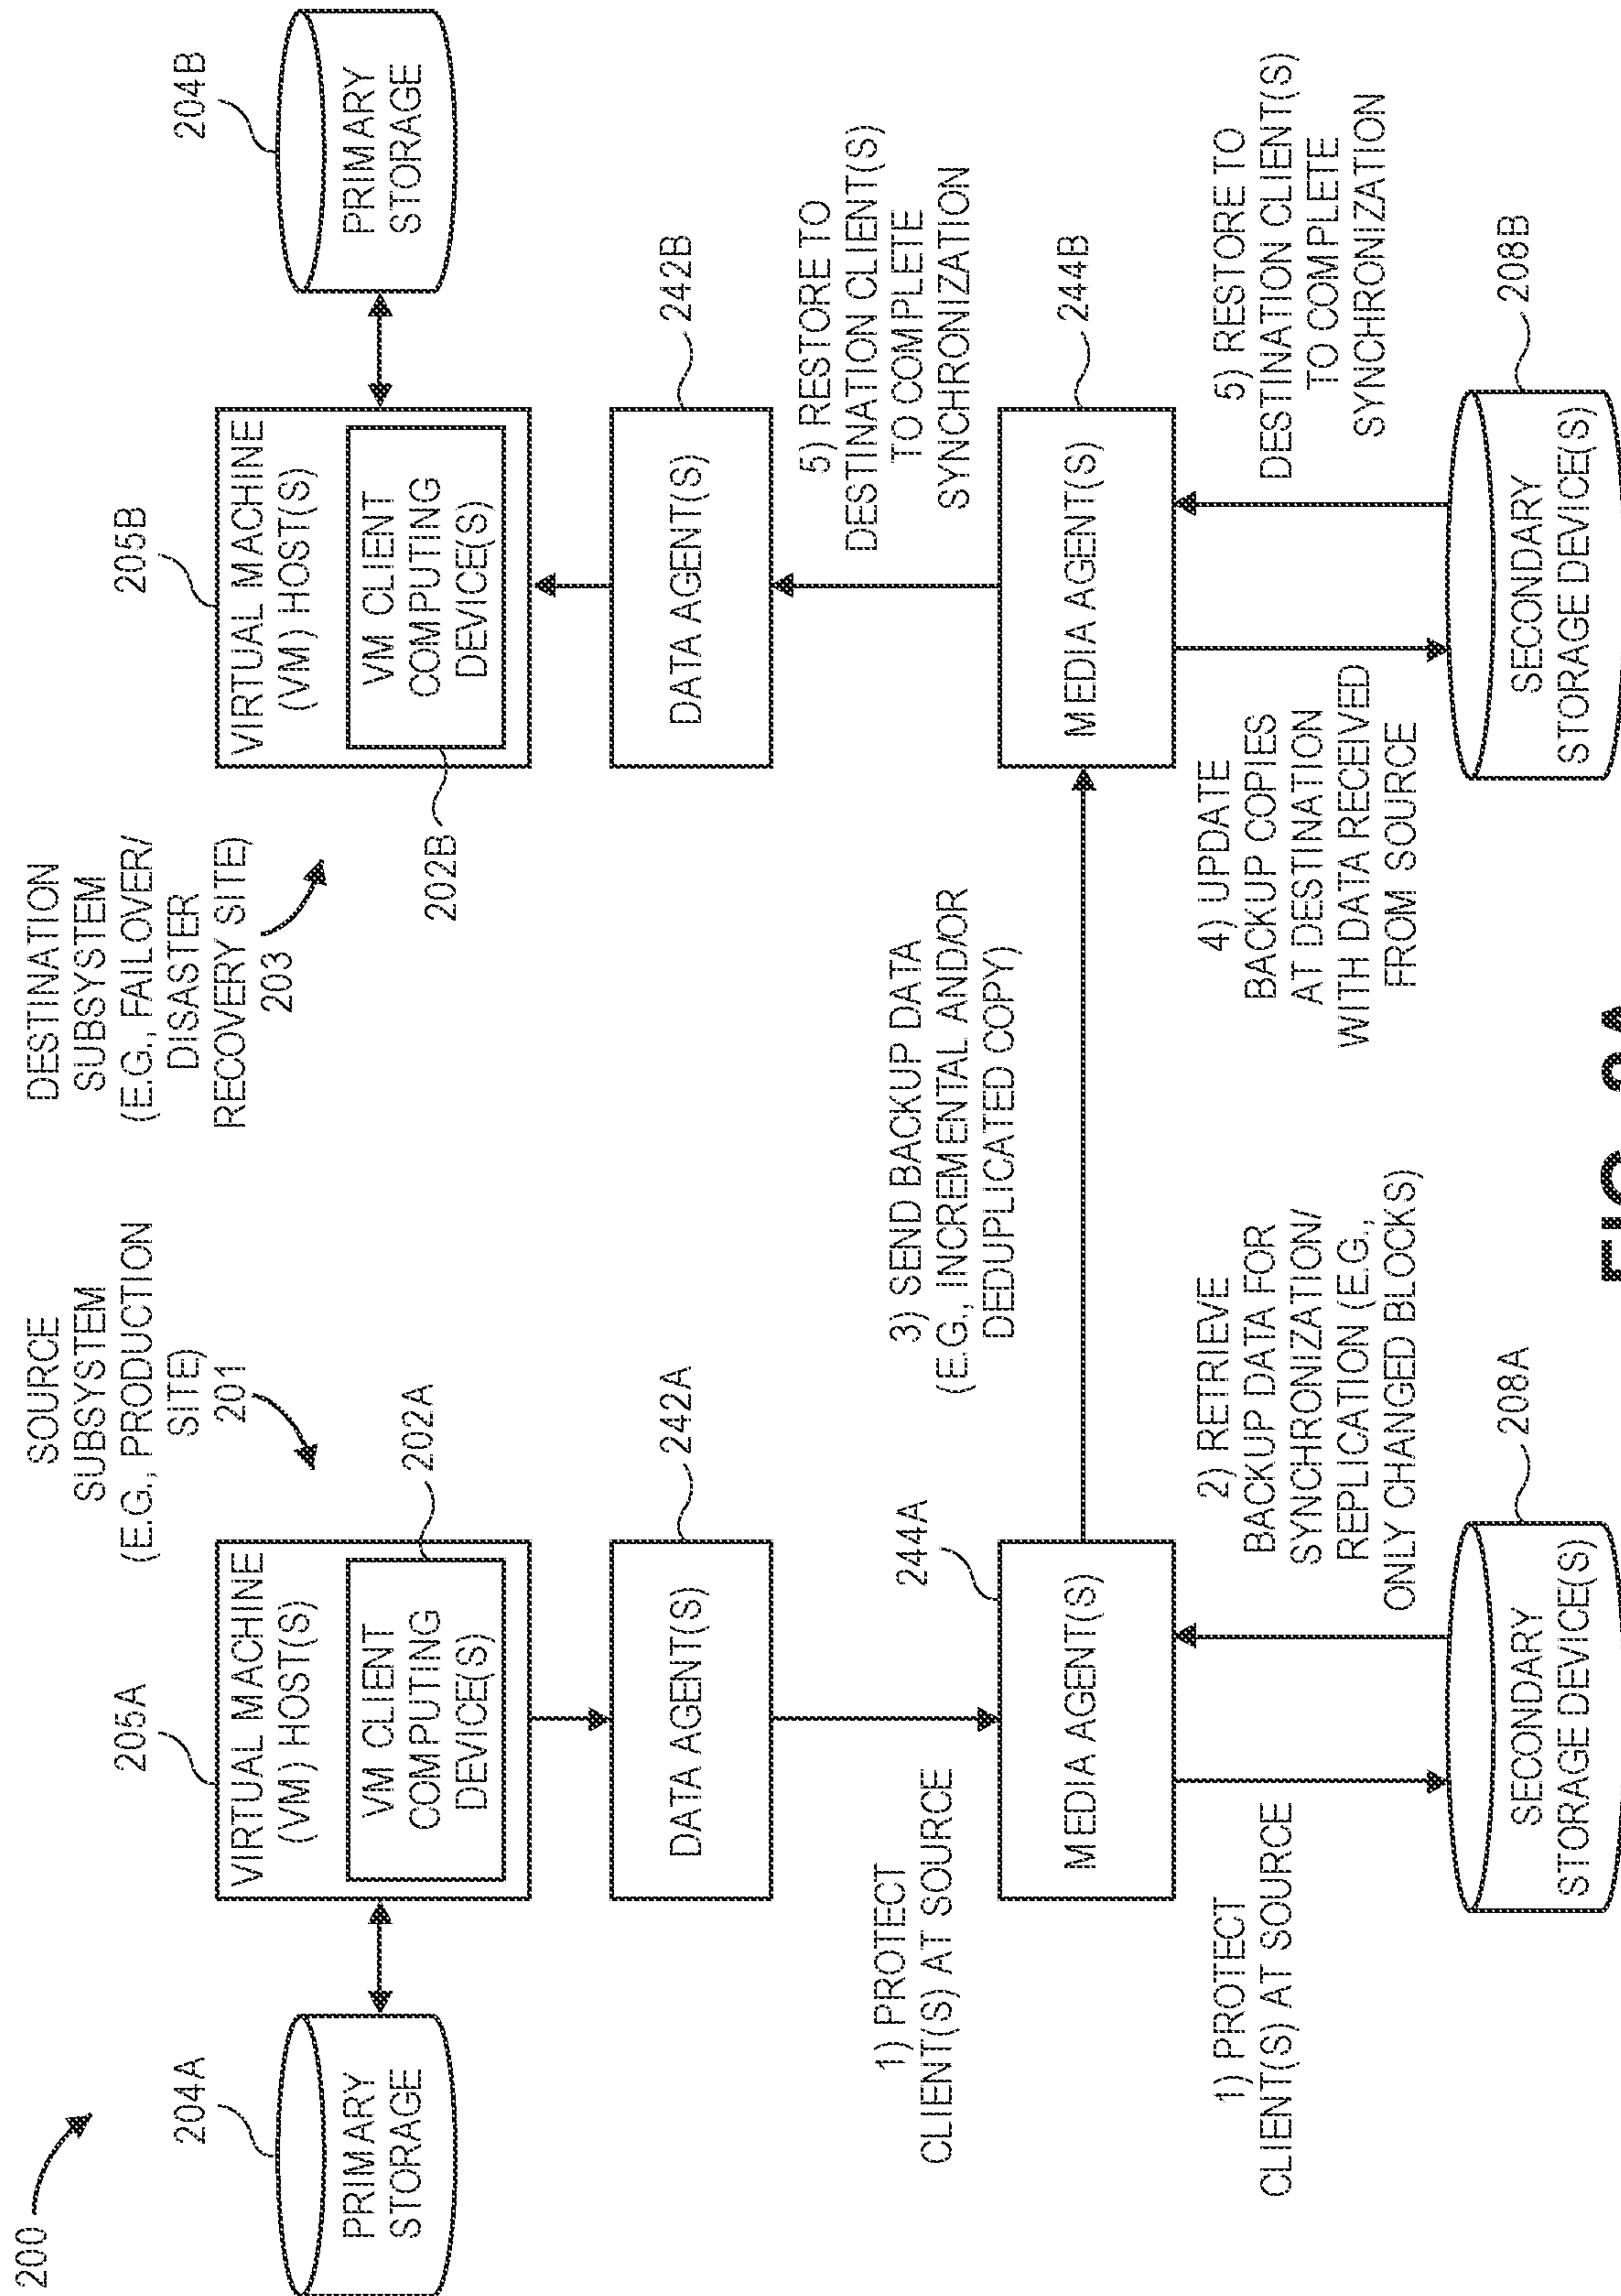 200
SOURCE
SUBSYSTEM
(E.G., PRODUCTION
SITE)
201
DESTINATION
SUBSYSTEM
(E.G., FAILOVER/
DISASTER
RECOVERY SITE)
203
204A
PRIMARY
STORAGE
205A
VIRTUAL MACHINE
(VM) HOST(S)
VM CLIENT
COMPUTING
DEVICE(S)
202A
202B
205B
VIRTUAL MACHINE
(VM) HOST(S)
VM CLIENT
COMPUTING
DEVICE(S)
204B
PRIMARY
STORAGE
DATA AGENT(S)
242A
DATA AGENT(S)
242B
1) PROTECT
CLIENT(S) AT SOURCE
244A
3) SEND BACKUP DATA
(E.G., INCREMENTAL AND/OR
DEDUPLICATED COPY)
5) RESTORE TO
DESTINATION CLIENT(S)
TO COMPLETE
SYNCHRONIZATION
MEDIA AGENT(S)
MEDIA AGENT(S)
244B
1) PROTECT
CLIENT(S) AT SOURCE
2) RETRIEVE
BACKUP DATA FOR
SYNCHRONIZATION/
REPLICATION (E.G.,
ONLY CHANGED BLOCKS)
4) UPDATE
BACKUP COPIES
AT DESTINATION
WITH DATA RECEIVED
FROM SOURCE
5) RESTORE TO
DESTINATION CLIENT(S)
TO COMPLETE
SYNCHRONIZATION
SECONDARY
STORAGE DEVICE(S)
208A
SECONDARY
STORAGE DEVICE(S)
208B
FIG.